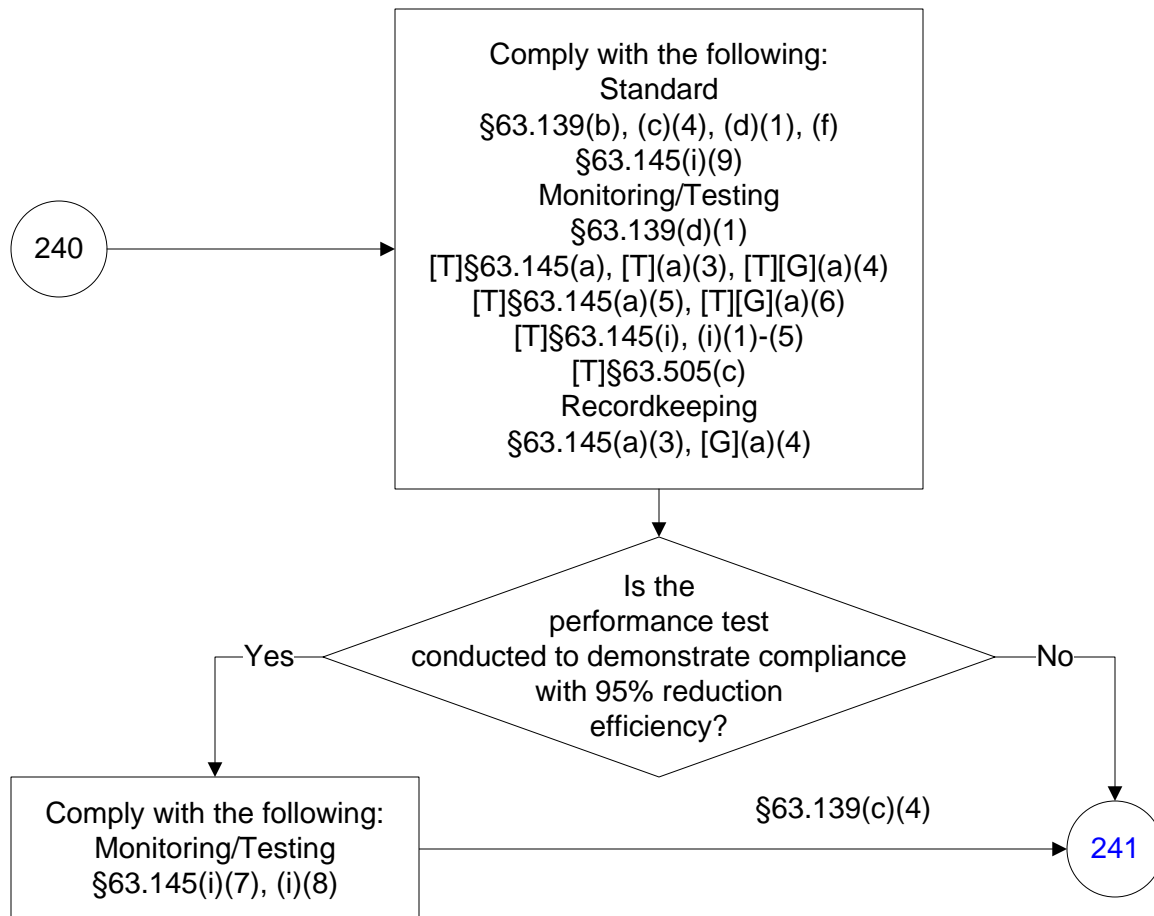 Comply with the following:
Standard
§63.139(b), (c)(4), (d)(1), (f)
§63.145(i)(9)
Monitoring/Testing
§63.139(d)(1)
[T]§63.145(a), [T](a)(3), [T][G](a)(4)
[T]§63.145(a)(5), [T][G](a)(6)
[T]§63.145(i), (i)(1)-(5)
[T]§63.505(c)
Recordkeeping
§63.145(a)(3), [G](a)(4)
240
Is the
performance test
conducted to demonstrate compliance
with 95% reduction
efficiency?
Yes
No
Comply with the following:
Monitoring/Testing
§63.145(i)(7), (i)(8)
§63.139(c)(4)
241